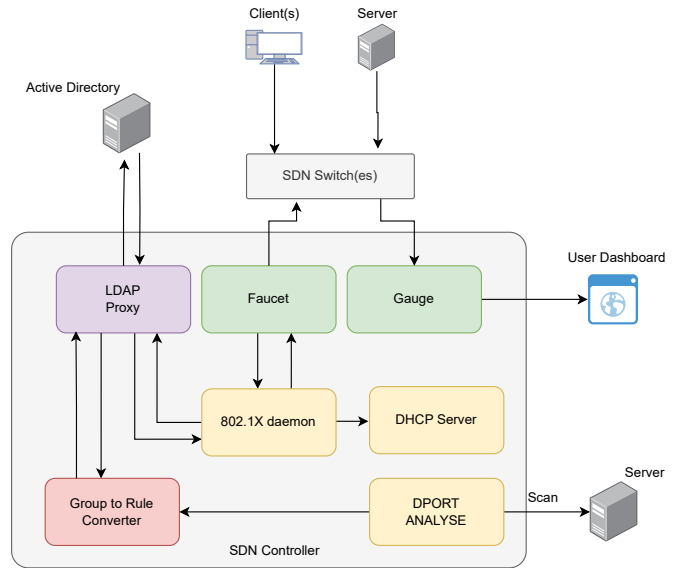 Client(s)
Server
Active Directory
SDN Switch(es)
User Dashboard
LDAP
Proxy
Faucet
Gauge
802.1X daemon
DHCP Server
Server
Group to Rule
Converter
DPORT
ANALYSE
Scan
SDN Controller